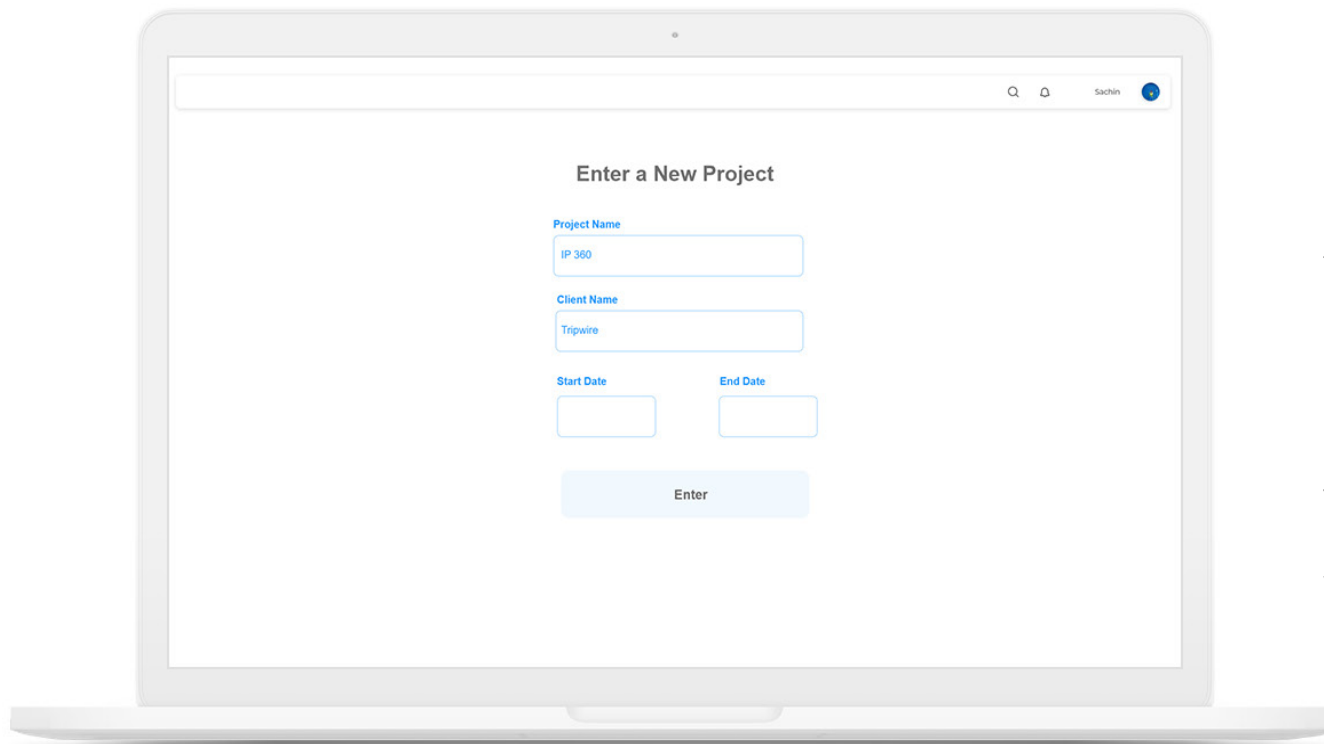 Sachin
Enter a New Project
Project Name
IP 360
Client Name
Tripwire
Start Date End Date
Enter